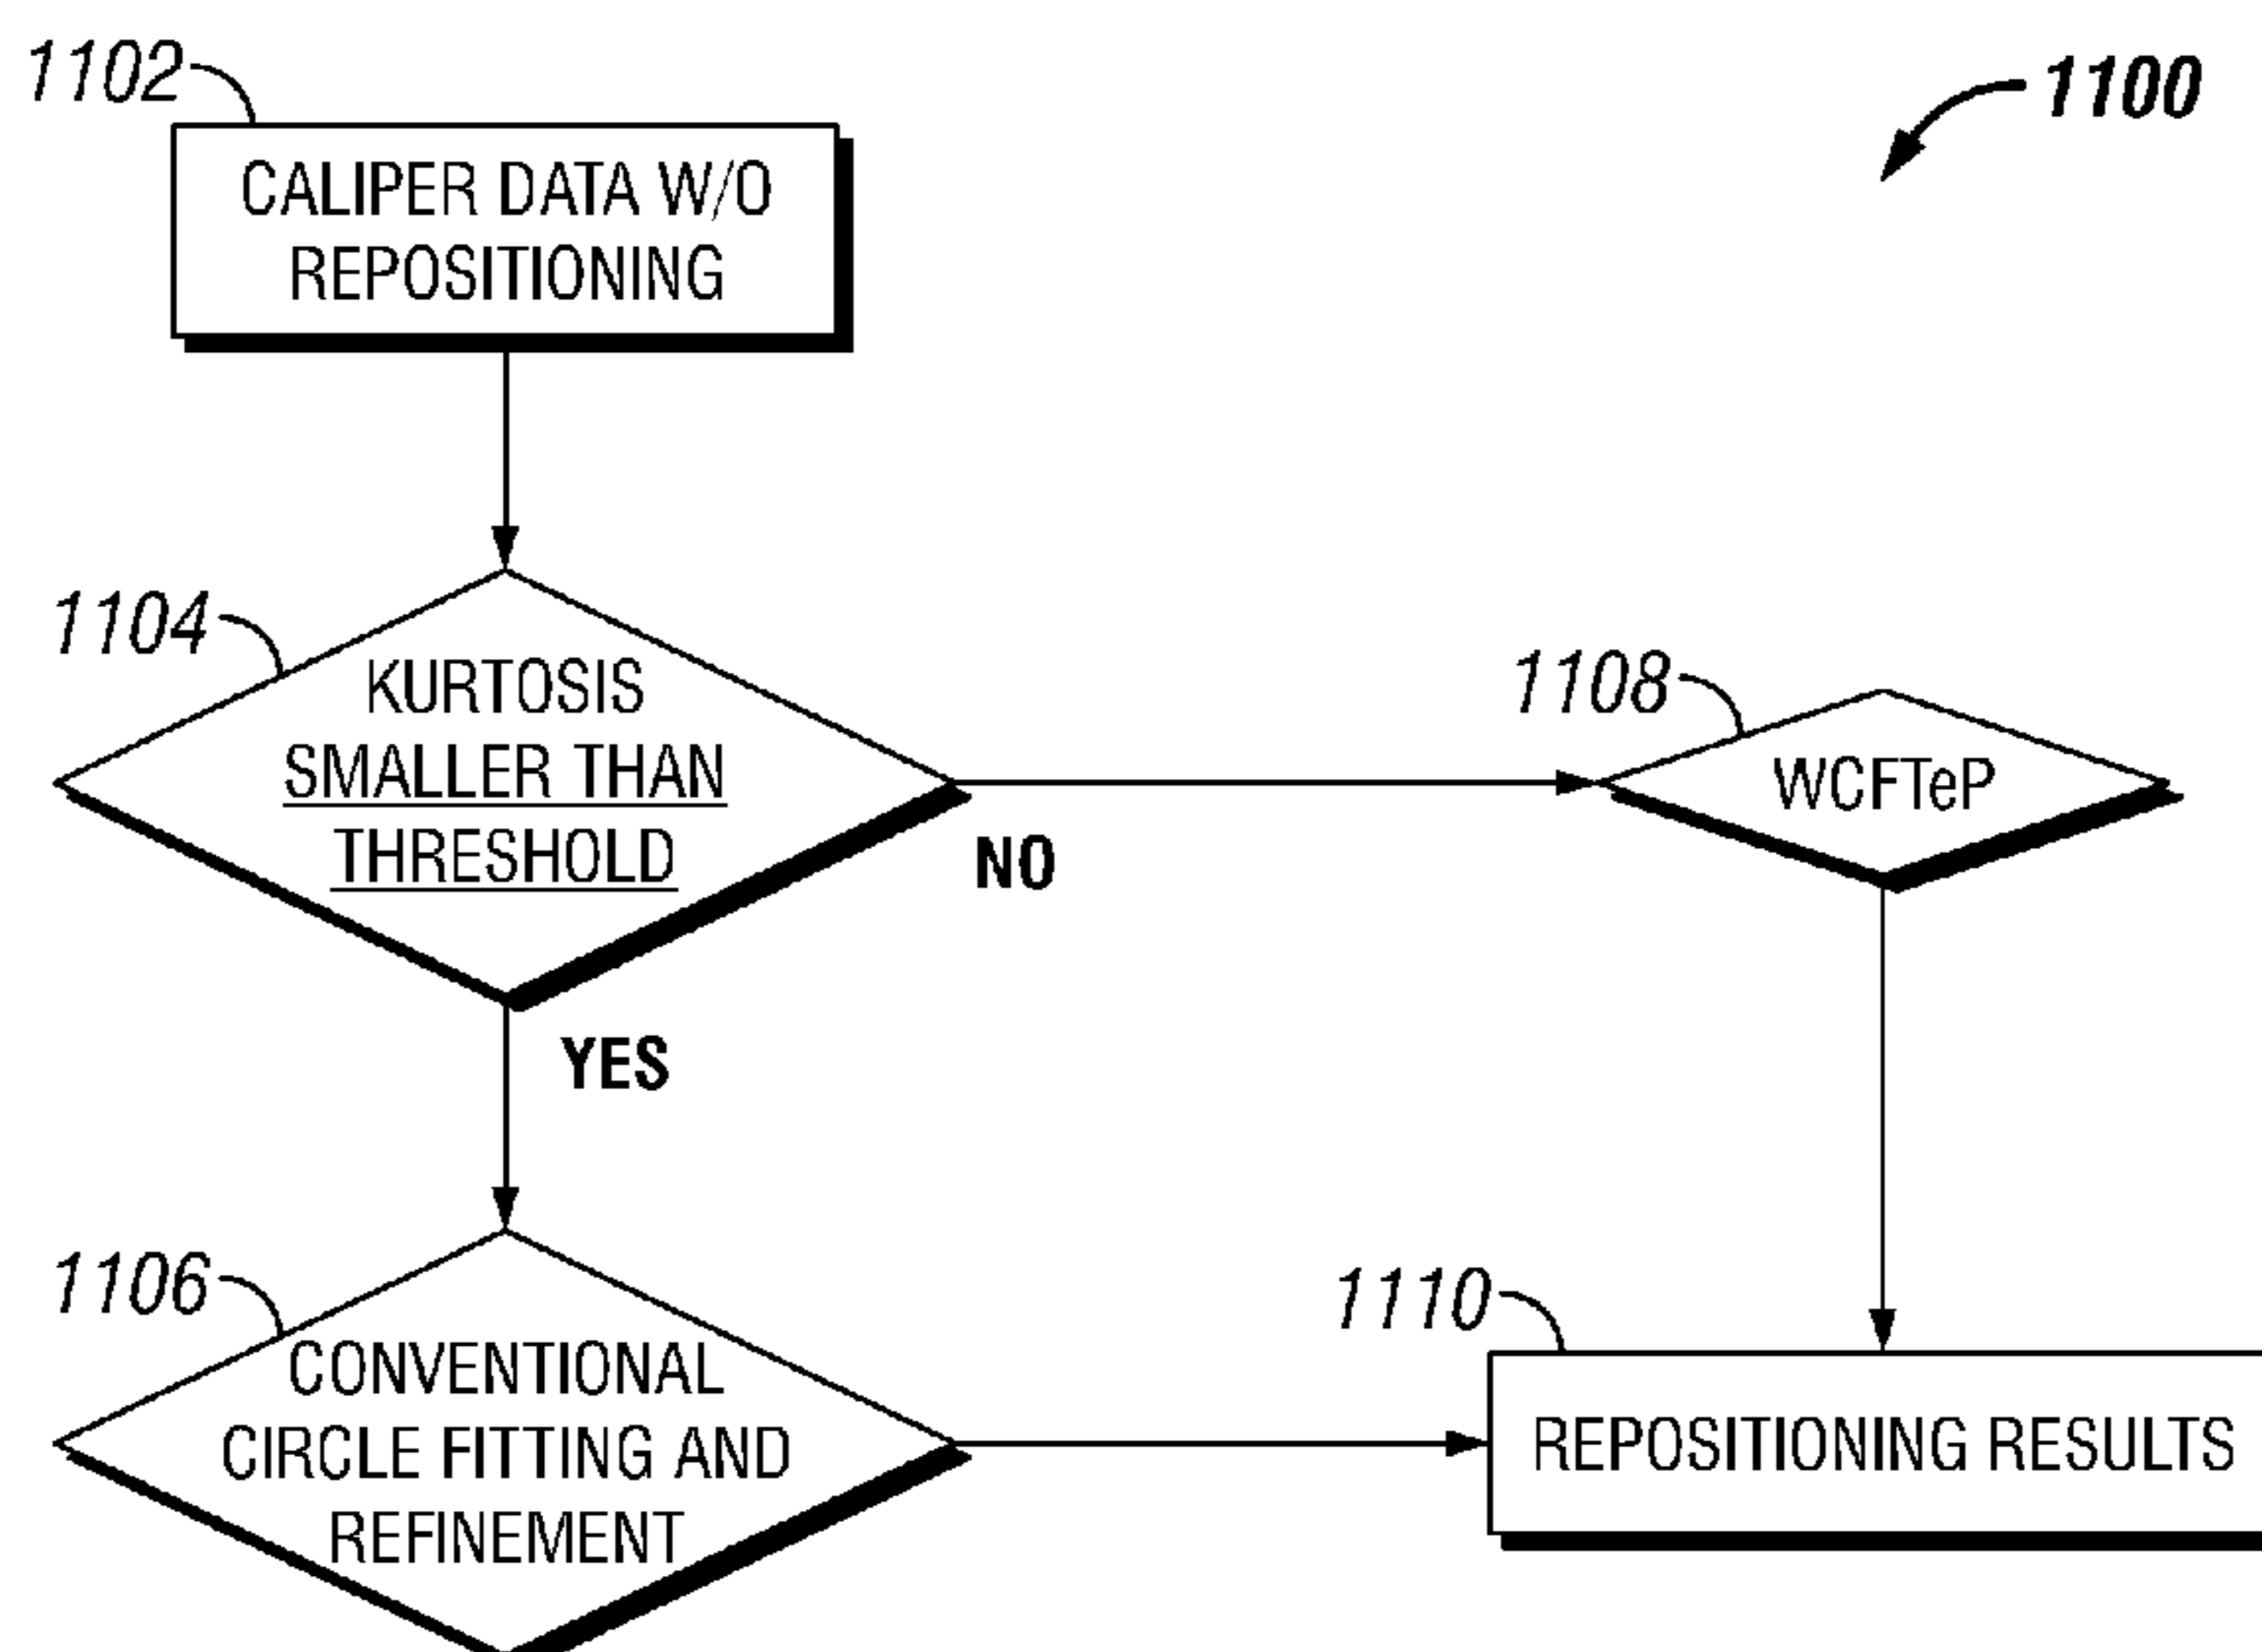 1102
1100
CALIPER DATA W/O
REPOSITIONING
1104
KURTOSIS
SMALLER THAN
THRESHOLD
NO
YES
1108
WCFTeP
1106
CONVENTIONAL
CIRCLE FITTING AND
REFINEMENT
1110
REPOSITIONING RESULTS